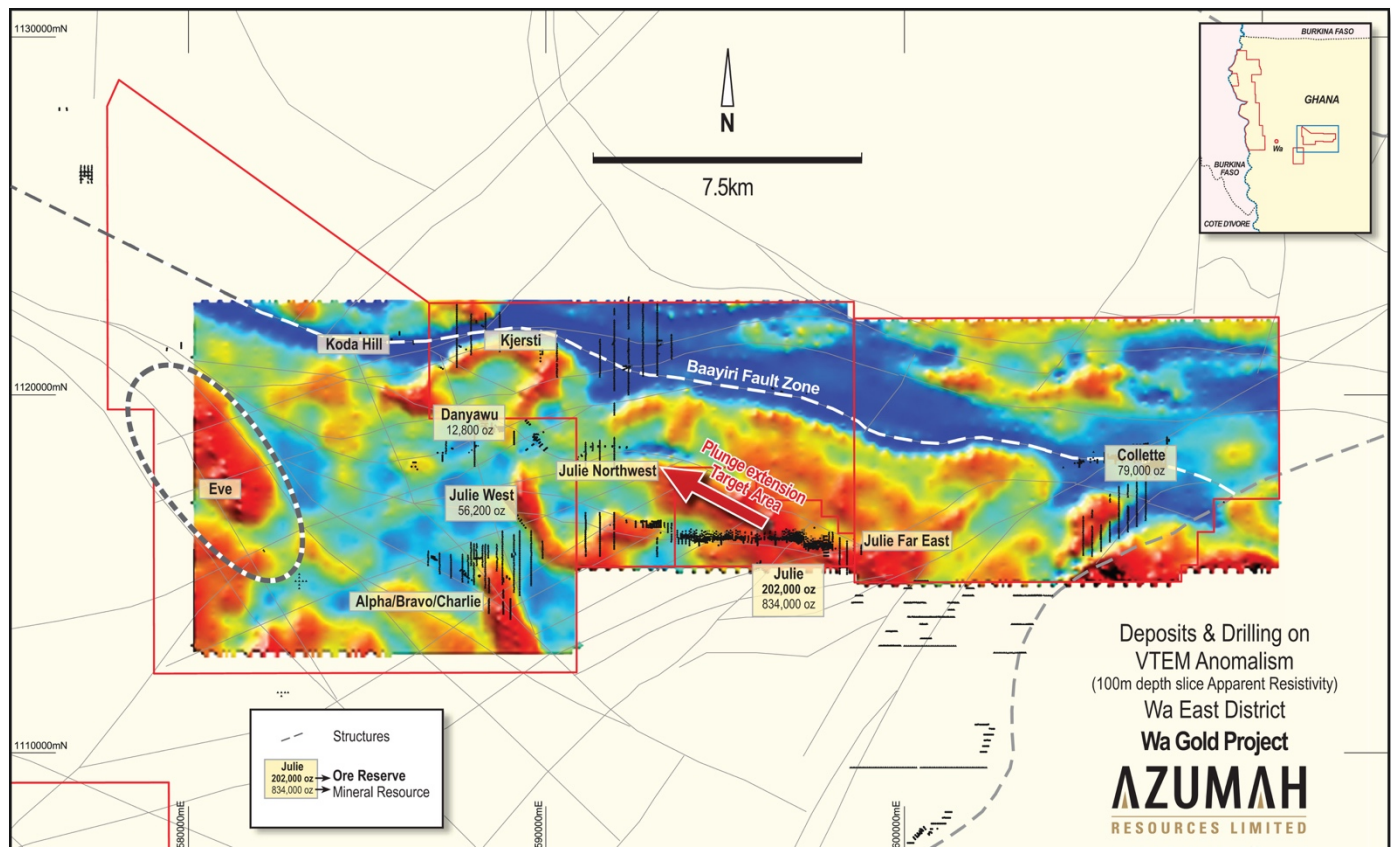 1130000mN
BURKINA FASO
GHANA
Wa
BURKINA
FASO
COTE D'IVORE
N
7.5km
Koda Hill
Kjersti
Baayiri Fault Zone
1120000mN
Danyawu
12,800 oz
Collette
79,000 oz
Plunge extension
Target Area
Julie Northwest
Eve
Julie West
56,200 oz
Julie Far East
Julie
202,000 oz
834,000 oz
Alpha/Bravo/Charlie
Deposits & Drilling on
VTEM Anomalism
(100m depth slice Apparent Resistivity)
Wa East District
Wa Gold Project
AZUMAH
RESOURCES LIMITED
1110000mN
Structures
Julie
202,000 oz Ore Reserve
834,000 oz Mineral Resource
580000mE
590000mE
600000mE